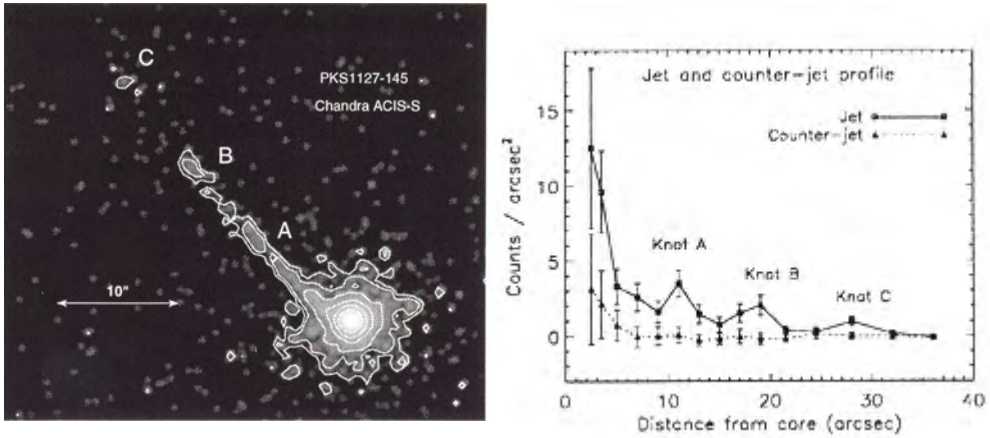 C
PKS1127-145
Chandra ACIS-S
B
A
10"
Jet and counter-jet profile
Jet
Counter-jet
Knot A
Knot B
Knot C
15
10
5
0
Counts / arcsec²
0 10 20 30 40
Distance from core (arcsec)